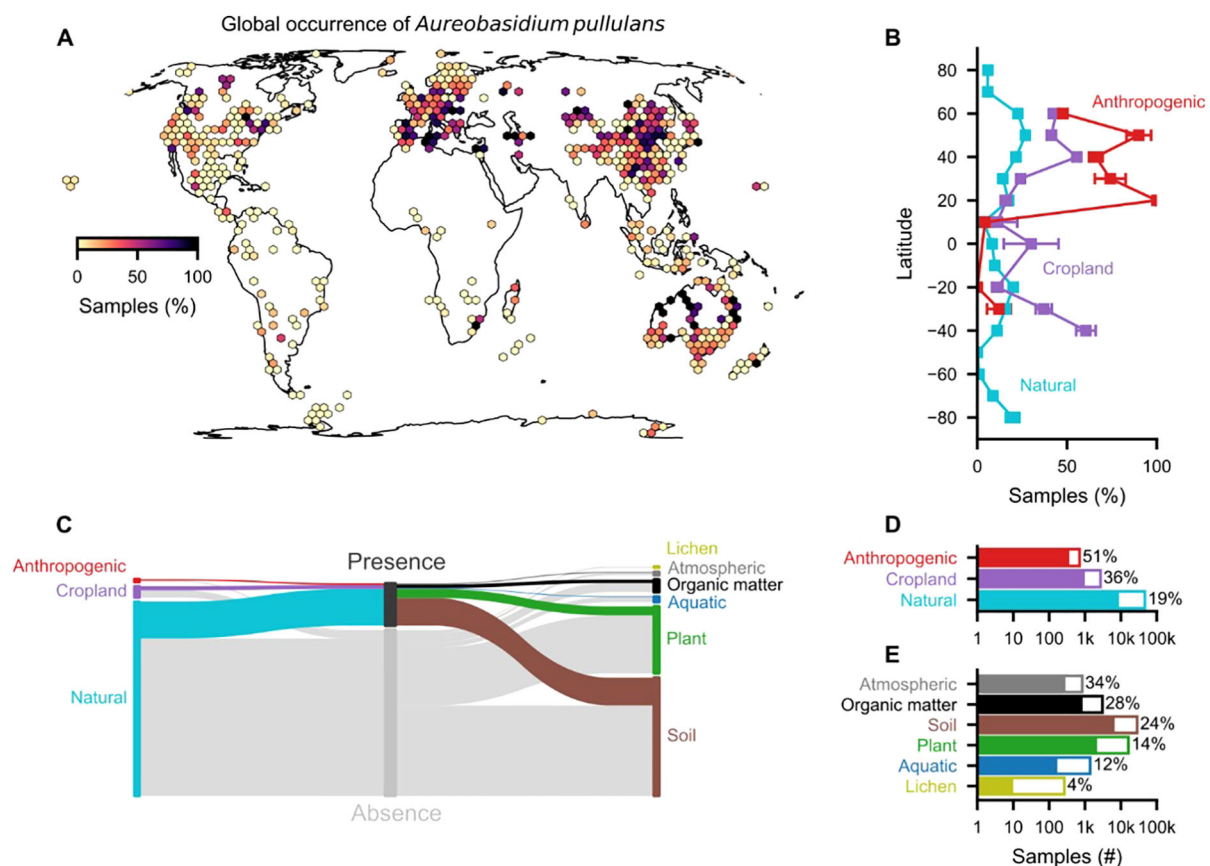 Global occurrence of Aureobasidium pullulans
A
0 50 100
Samples (%)
B
80
60
40
20
0
−20
−40
−60
−80
Latitude
Anthropogenic
Cropland
Natural
0 50 100
Samples (%)
C
Anthropogenic
Cropland
Natural
Presence
Absence
Lichen
Atmospheric
Organic matter
Aquatic
Plant
Soil
D
Anthropogenic 51%
Cropland 36%
Natural 19%
1 10 100 1k 10k 100k
E
Atmospheric 34%
Organic matter 28%
Soil 24%
Plant 14%
Aquatic 12%
Lichen 4%
1 10 100 1k 10k 100k
Samples (#)